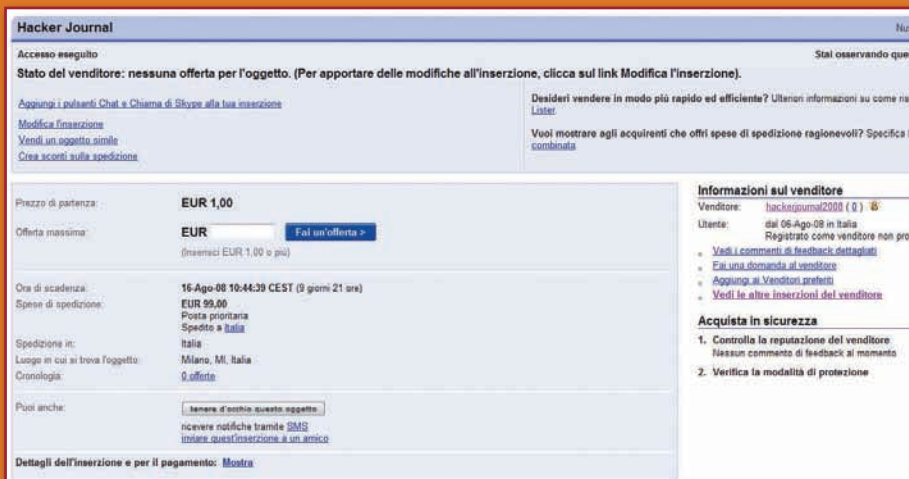 Hacker Journal
Accesso eseguito
Stai osservando
Stato del venditore: nessuna offerta per l'oggetto. (Per apportare delle modifiche all'inserzione, clicca sul link Modifica l'inserzione).
Aggiungi i pulsanti Chat e Chiama di Skype alla tua inserzione
Modifica l'inserzione
Vendi un oggetto simile
Crea sconti sulla spedizione
Desideri vendere in modo più rapido ed efficiente? Ulteriori informazioni su come
Lister
Vuoi mostrare agli acquirenti che offri spese di spedizione ragionevoli? Specifica
combinata
Prezzo di partenza: EUR 1,00
Offerta massima: EUR Fai un'offerta >
(Inserisci EUR 1,00 o più)
Ora di scadenza: 16-Ago-08 10:44:39 CEST (9 giorni 21 ore)
Spese di spedizione: EUR 99,00
Posta prioritaria
Spedito a Italia
Spedizione in: Italia
Luogo in cui si trova l'oggetto: Milano, MI, Italia
Cronologia: 0 offerte
Puoi anche: tenere d'occhio questo oggetto
ricevere notifiche tramite SMS
inviare quest'inserzione a un amico
Dettagli dell'inserzione e per il pagamento: Mostra
Informazioni sul venditore
Venditore: hackerjournal2008 ( 0 )
Utente: dal 06-Ago-08 in Italia
Registrato come venditore non pro
Vedi i commenti di feedback dettagliati
Fai una domanda al venditore
Aggiungi ai Venditori preferiti
Vedi le altre inserzioni del venditore
Acquista in sicurezza
1. Controlla la reputazione del venditore
Nessun commento di feedback al momento
2. Verifica la modalità di protezione